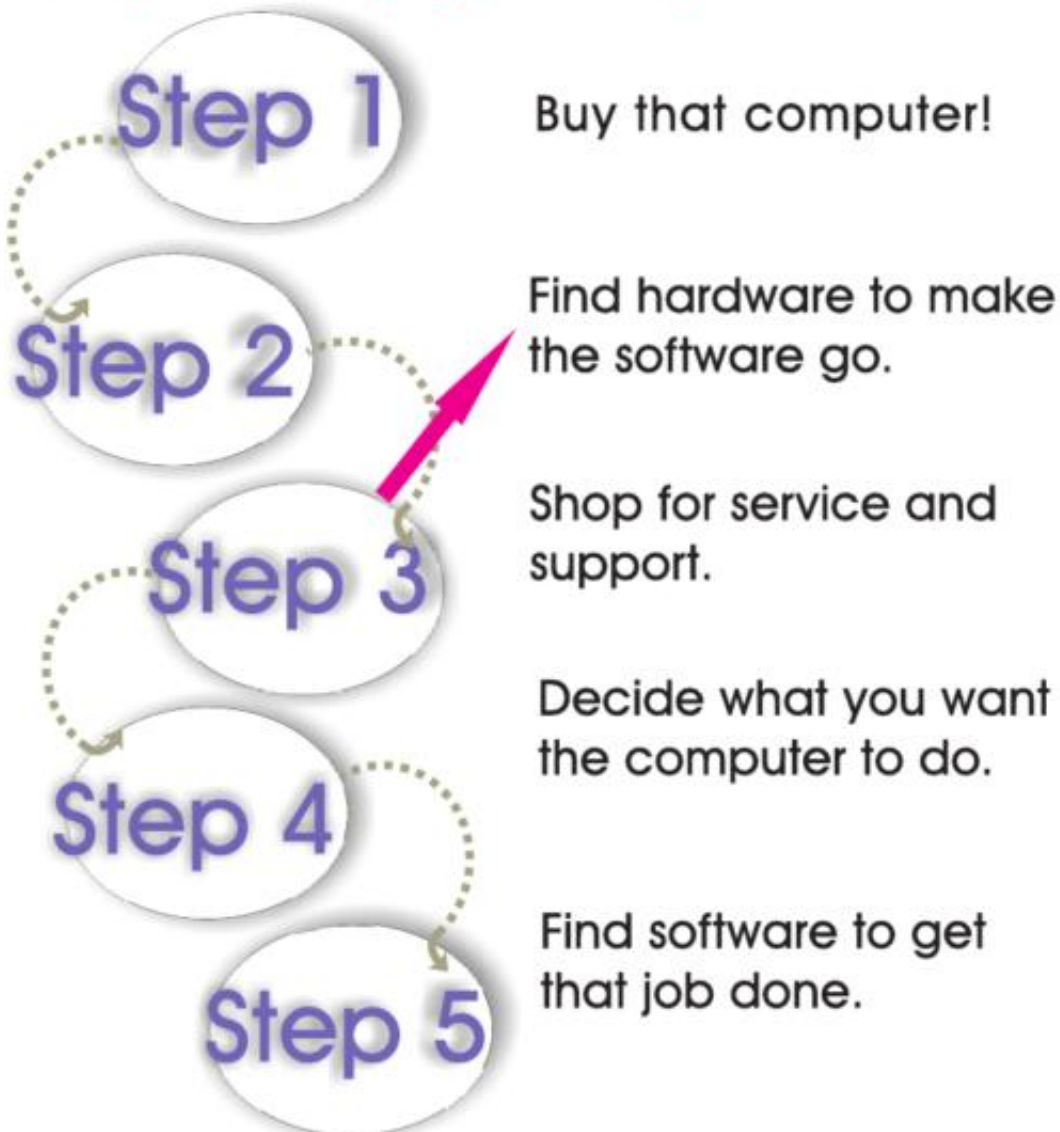 Step 1
Buy that computer!
Step 2
Find hardware to make
the software go.
Step 3
Shop for service and
support.
Step 4
Decide what you want
the computer to do.
Step 5
Find software to get
that job done.